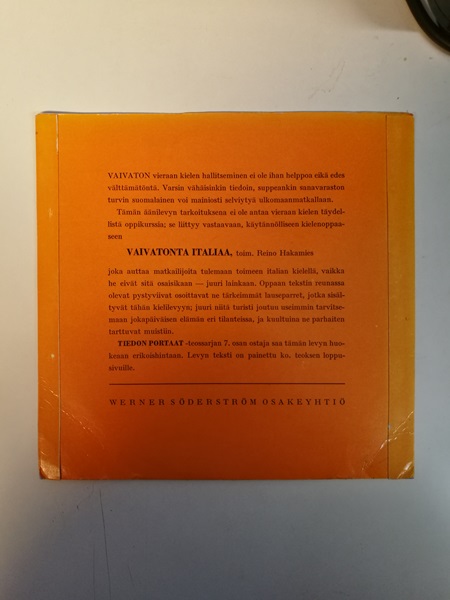 VAIVATON vieraan kielen hallitseminen ei ole ihan helppoa eikä edes
välttämätöntä. Varsin vähäisinkin tiedoin, suppeankin sanavaraston
turvin suomalainen voi mainiosti selviytyä ulkomaanmatkallaan.
Tämän äänilevyn tarkoituksena ei ole antaa vieraan kielen täydel-
listä oppikurssia; se liittyy vastaavaan, käytännölliseen kielenoppaa-
seen
VAIVATONTA ITALIAA, toim. Reino Hakamies
joka auttaa matkailijoita tulemaan toimeen italian kielellä, vaikka
he eivät sitä osaisikaan — juuri laisinkaan. Oppaan tekstin reunassa
olevat pystyviivat osoittavat ne tärkeimmät lauseparret, jotka sisäl-
tyvät tähän kielilevyyn; juuri niitä turisti joutuu useimmin tarvitse-
maan jokapäiväisen elämän eri tilanteissa, ja kuultuina ne parhaiten
tarttuvat muistiin.
TIEDON PORTAAT -teossarjan 7. osan ostaja saa tämän levyn huo-
keaan erikoishintaan. Levyn teksti on painettu ko. teoksen loppu-
sivuille.
WERNER SÖDERSTRÖM OSAKEYHTIÖ